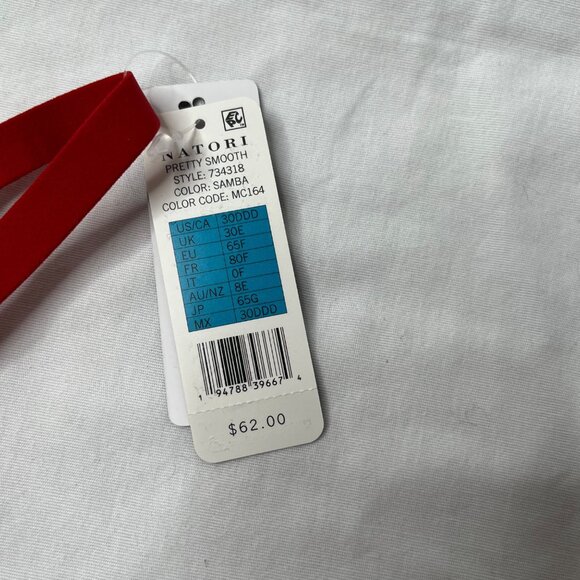 NATORI
PRETTY SMOOTH
STYLE: 734318
COLOR: SAMBA
COLOR CODE: MC164
US/CA 30DDD
UK 30E
EU 65F
FR 80F
IT 0F
AU/NZ 8E
JP 65G
MX 30DDD
1 94788 39667 4
$62.00